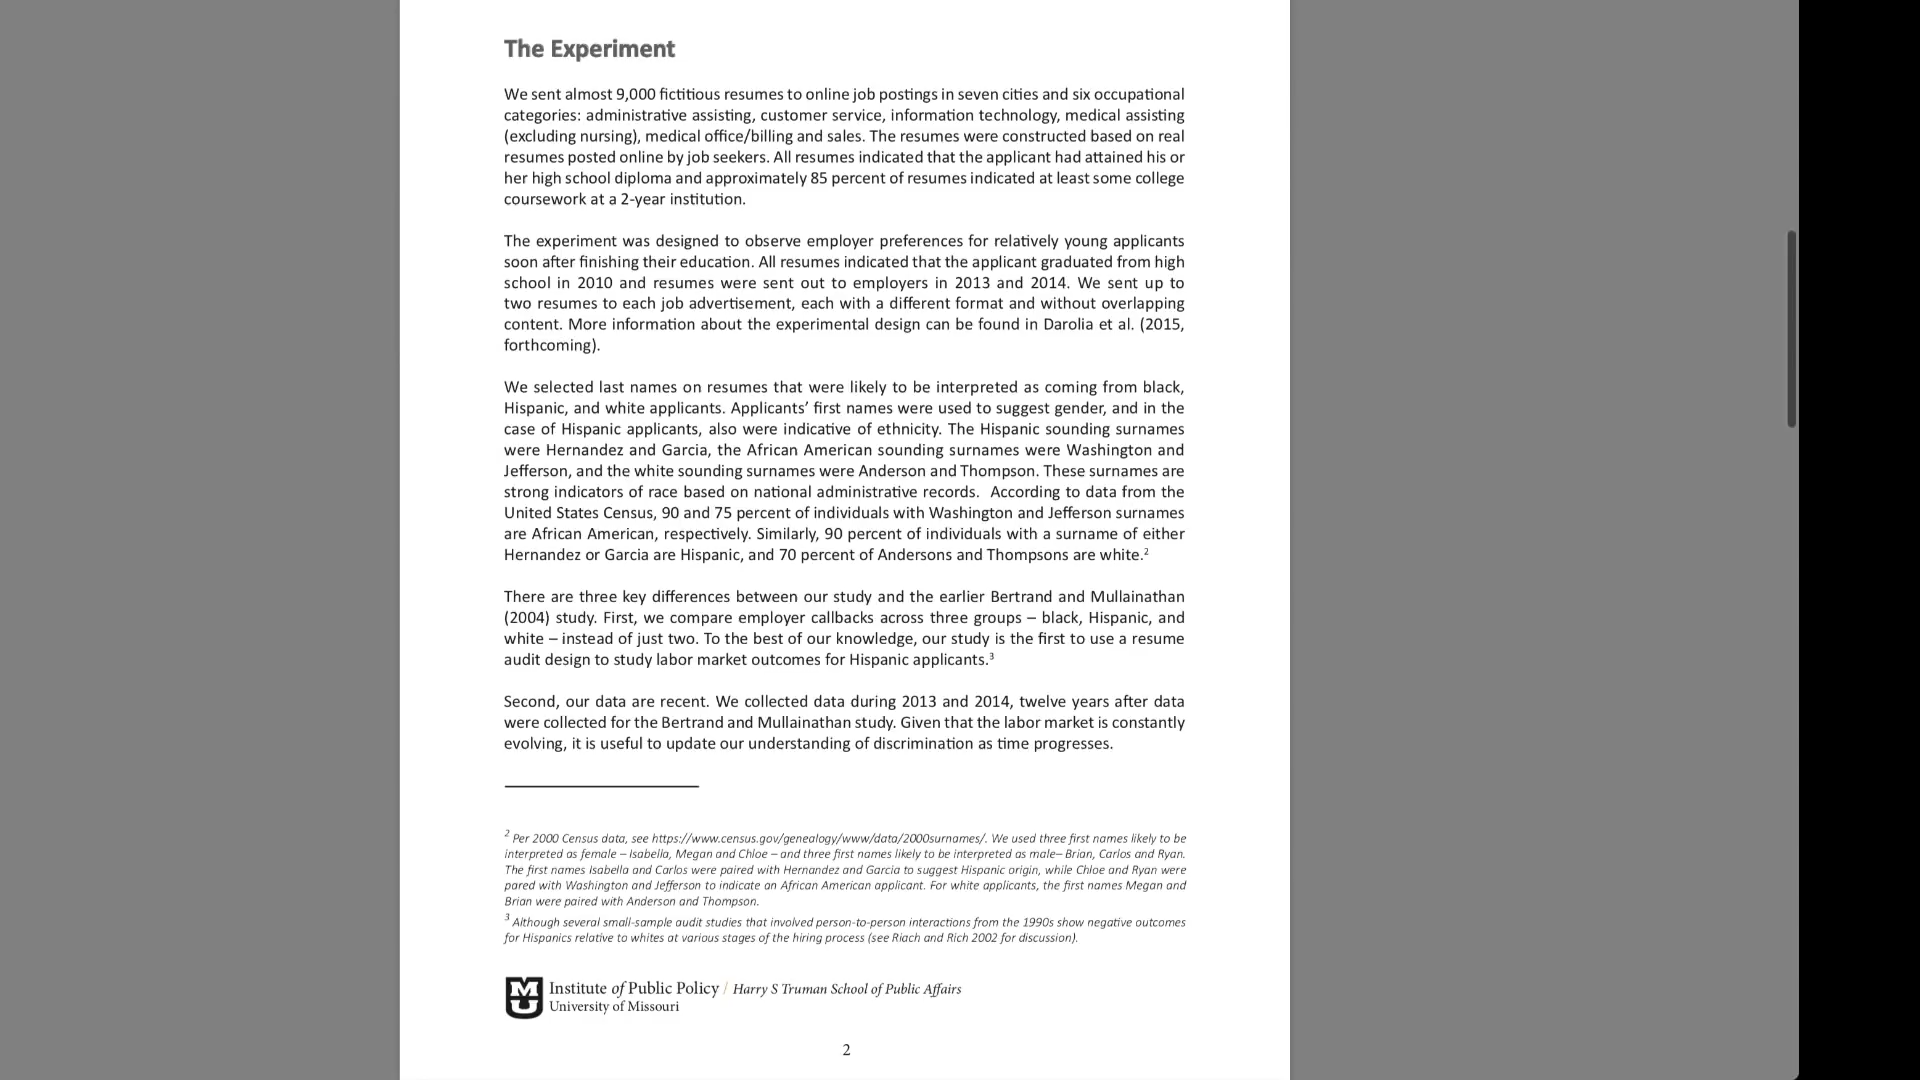 The Experiment
We sent almost 9,000 fictitious resumes to online job postings in seven cities and six occupational
categories: administrative assisting, customer service, information technology, medical assisting
(excluding nursing), medical office/billing and sales. The resumes were constructed based on real
resumes posted online by job seekers. All resumes indicated that the applicant had attained his or
her high school diploma and approximately 85 percent of resumes indicated at least some college
coursework at a 2-year institution.
The experiment was designed to observe employer preferences for relatively young applicants
soon after finishing their education. All resumes indicated that the applicant graduated from high
school in 2010 and resumes were sent out to employers in 2013 and 2014. We sent up to
two resumes to each job advertisement, each with a different format and without overlapping
content. More information about the experimental design can be found in Darolia et al. (2015,
forthcoming).
We selected last names on resumes that were likely to be interpreted as coming from black,
Hispanic, and white applicants. Applicants’ first names were used to suggest gender, and in the
case of Hispanic applicants, also were indicative of ethnicity. The Hispanic sounding surnames
were Hernandez and Garcia, the African American sounding surnames were Washington and
Jefferson, and the white sounding surnames were Anderson and Thompson. These surnames are
strong indicators of race based on national administrative records.  According to data from the
United States Census, 90 and 75 percent of individuals with Washington and Jefferson surnames
are African American, respectively. Similarly, 90 percent of individuals with a surname of either
Hernandez or Garcia are Hispanic, and 70 percent of Andersons and Thompsons are white.²
There are three key differences between our study and the earlier Bertrand and Mullainathan
(2004) study. First, we compare employer callbacks across three groups – black, Hispanic, and
white – instead of just two. To the best of our knowledge, our study is the first to use a resume
audit design to study labor market outcomes for Hispanic applicants.³
Second, our data are recent. We collected data during 2013 and 2014, twelve years after data
were collected for the Bertrand and Mullainathan study. Given that the labor market is constantly
evolving, it is useful to update our understanding of discrimination as time progresses.
² Per 2000 Census data, see https://www.census.gov/genealogy/www/data/2000surnames/. We used three first names likely to be
interpreted as female – Isabella, Megan and Chloe – and three first names likely to be interpreted as male– Brian, Carlos and Ryan.
The first names Isabella and Carlos were paired with Hernandez and Garcia to suggest Hispanic origin, while Chloe and Ryan were
pared with Washington and Jefferson to indicate an African American applicant. For white applicants, the first names Megan and
Brian were paired with Anderson and Thompson.
³ Although several small-sample audit studies that involved person-to-person interactions from the 1990s show negative outcomes
for Hispanics relative to whites at various stages of the hiring process (see Riach and Rich 2002 for discussion).
MU Institute of Public Policy / Harry S Truman School of Public Affairs
University of Missouri
2